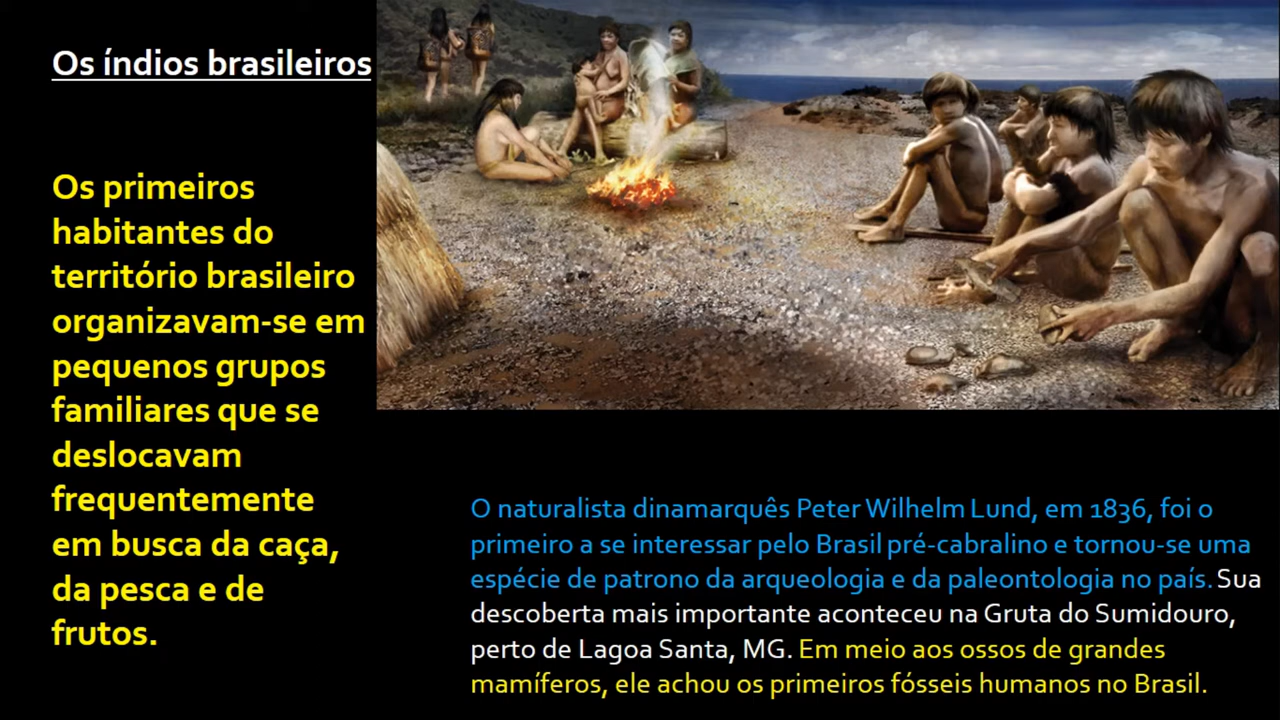 Os índios brasileiros
Os primeiros
habitantes do
território brasileiro
organizavam-se em
pequenos grupos
familiares que se
deslocavam
frequentemente
em busca da caça,
da pesca e de
frutos.
O naturalista dinamarquês Peter Wilhelm Lund, em 1836, foi o
primeiro a se interessar pelo Brasil pré-cabralino e tornou-se uma
espécie de patrono da arqueologia e da paleontologia no país. Sua
descoberta mais importante aconteceu na Gruta do Sumidouro,
perto de Lagoa Santa, MG. Em meio aos ossos de grandes
mamíferos, ele achou os primeiros fósseis humanos no Brasil.